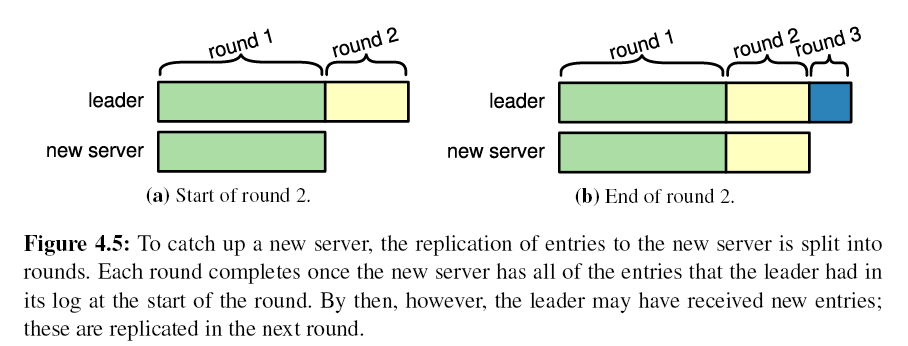 round 1
round 2
leader
new server
(a) Start of round 2.
round 1
round 2
round 3
leader
new server
(b) End of round 2.
Figure 4.5: To catch up a new server, the replication of entries to the new server is split into
rounds. Each round completes once the new server has all of the entries that the leader had in
its log at the start of the round. By then, however, the leader may have received new entries;
these are replicated in the next round.